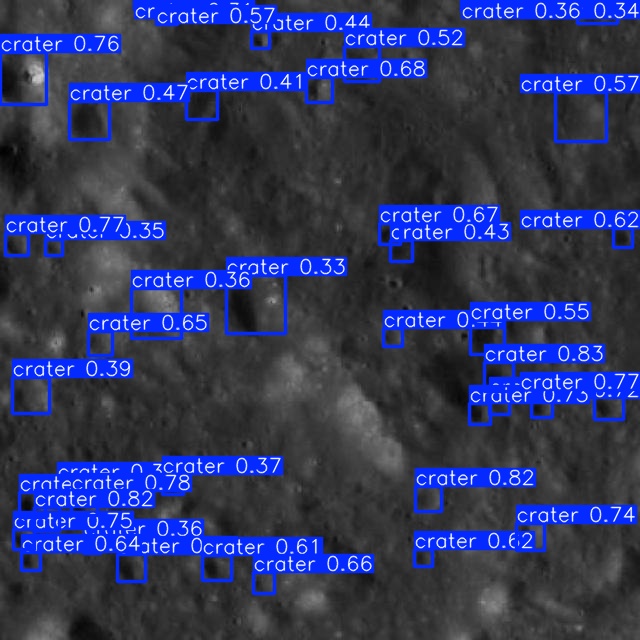 crater 0.57
crater 0.36
0.34
crater 0.44
crater 0.52
crater 0.76
crater 0.68
crater 0.41
crater 0.57
crater 0.47
crater 0.67
crater 0.62
crater 0.77
0.35
crater 0.43
crater 0.33
crater 0.36
crater 0.55
crater 0.65
crater
crater 0.83
crater 0.39
crater 0.77
crater 0.37
crater 0.82
crater 0.78
crater 0.82
crater 0.75
crater 0.74
0.36
crater 0.64
crater 0.61
crater 0.62
crater 0.66